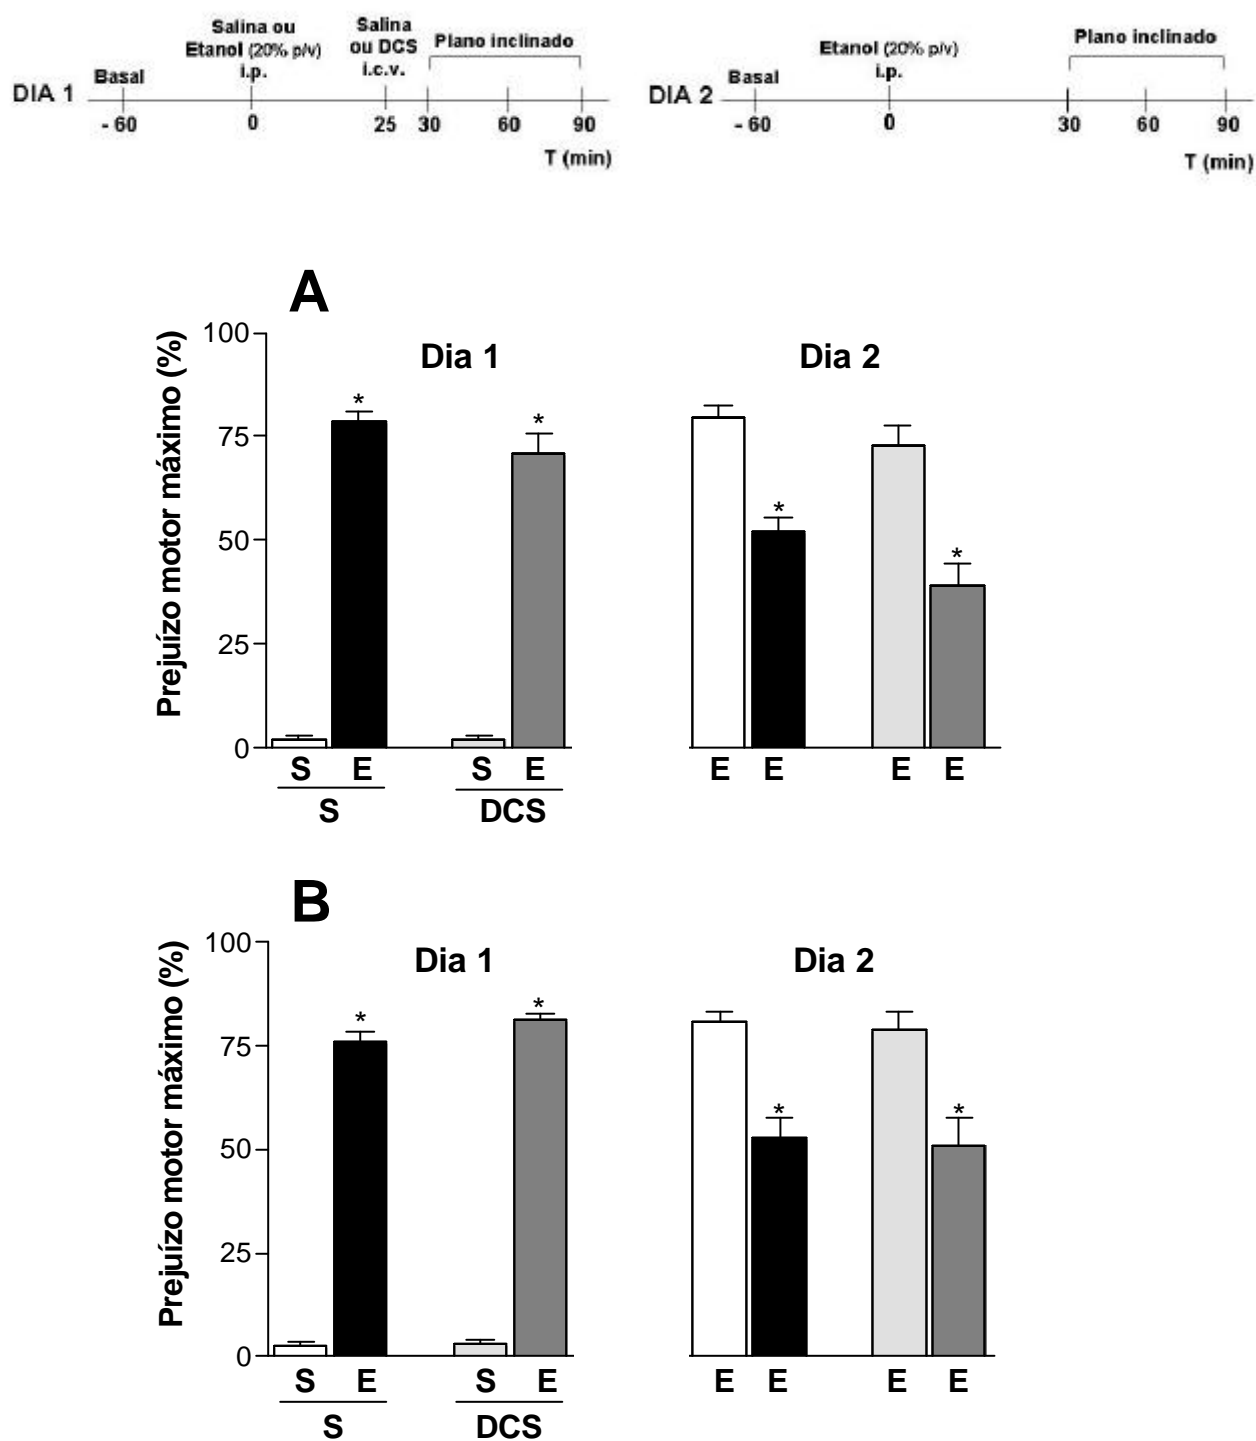 Salina ou
Etanol (20% p/v)
i.p.
Salina
ou DCS
i.c.v.
Plano inclinado
Basal
DIA 1
- 60
0
25
30
60
90
T (min)
Etanol (20% p/v)
i.p.
Plano inclinado
Basal
DIA 2
- 60
0
30
60
90
T (min)
A
Prejuízo motor máximo (%)
100
75
50
25
0
Dia 1
Dia 2
*
*
*
*
S E S E E E E E
S DCS
B
Prejuízo motor máximo (%)
100
75
50
25
0
Dia 1
Dia 2
*
*
*
*
S E S E E E E E
S DCS